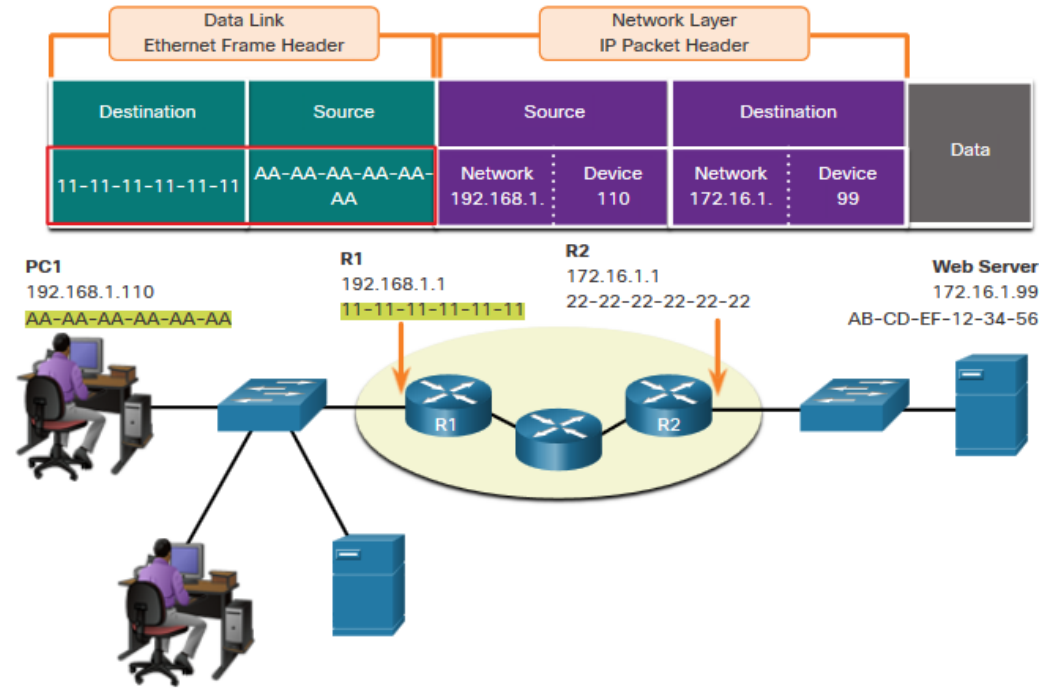 Data Link
Ethernet Frame Header
Network Layer
IP Packet Header
Destination
Source
Source
Destination
Data
11-11-11-11-11-11
AA-AA-AA-AA-AA-
AA
Network
192.168.1.
Device
110
Network
172.16.1.
Device
99
PC1
192.168.1.110
AA-AA-AA-AA-AA-AA
R1
192.168.1.1
11-11-11-11-11-11
R2
172.16.1.1
22-22-22-22-22-22
Web Server
172.16.1.99
AB-CD-EF-12-34-56
R1
R2